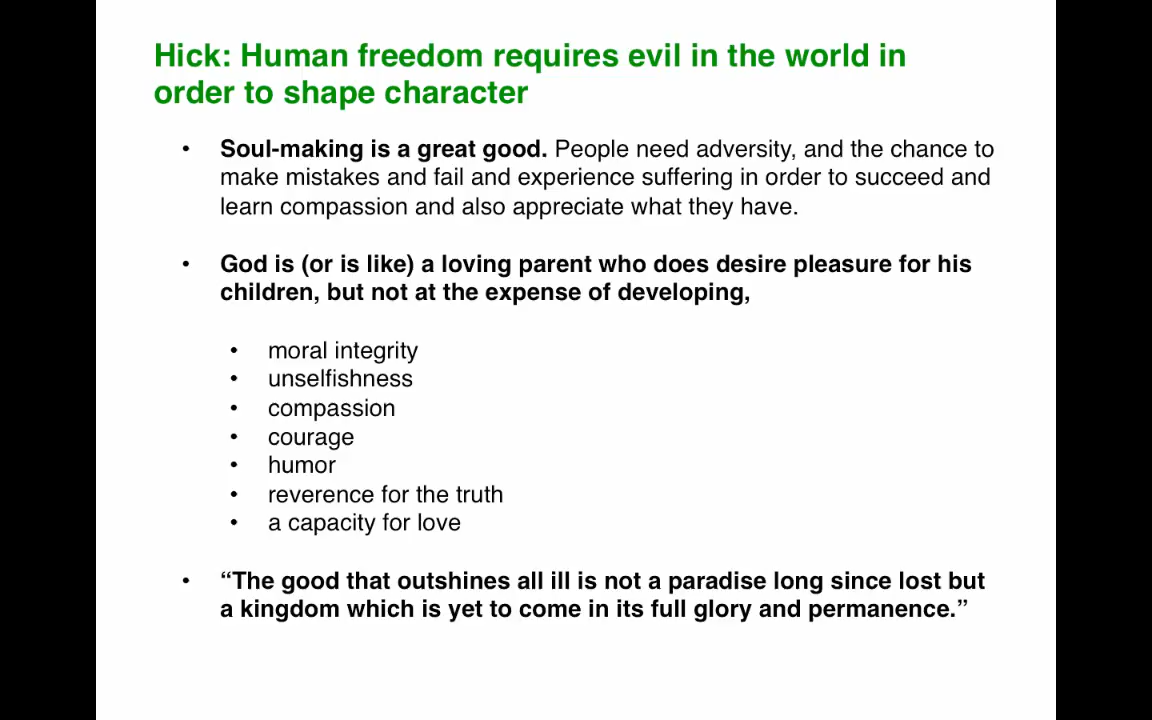 Hick: Human freedom requires evil in the world in
order to shape character
• Soul-making is a great good. People need adversity, and the chance to
make mistakes and fail and experience suffering in order to succeed and
learn compassion and also appreciate what they have.
• God is (or is like) a loving parent who does desire pleasure for his
children, but not at the expense of developing,
• moral integrity
• unselfishness
• compassion
• courage
• humor
• reverence for the truth
• a capacity for love
• “The good that outshines all ill is not a paradise long since lost but
a kingdom which is yet to come in its full glory and permanence.”